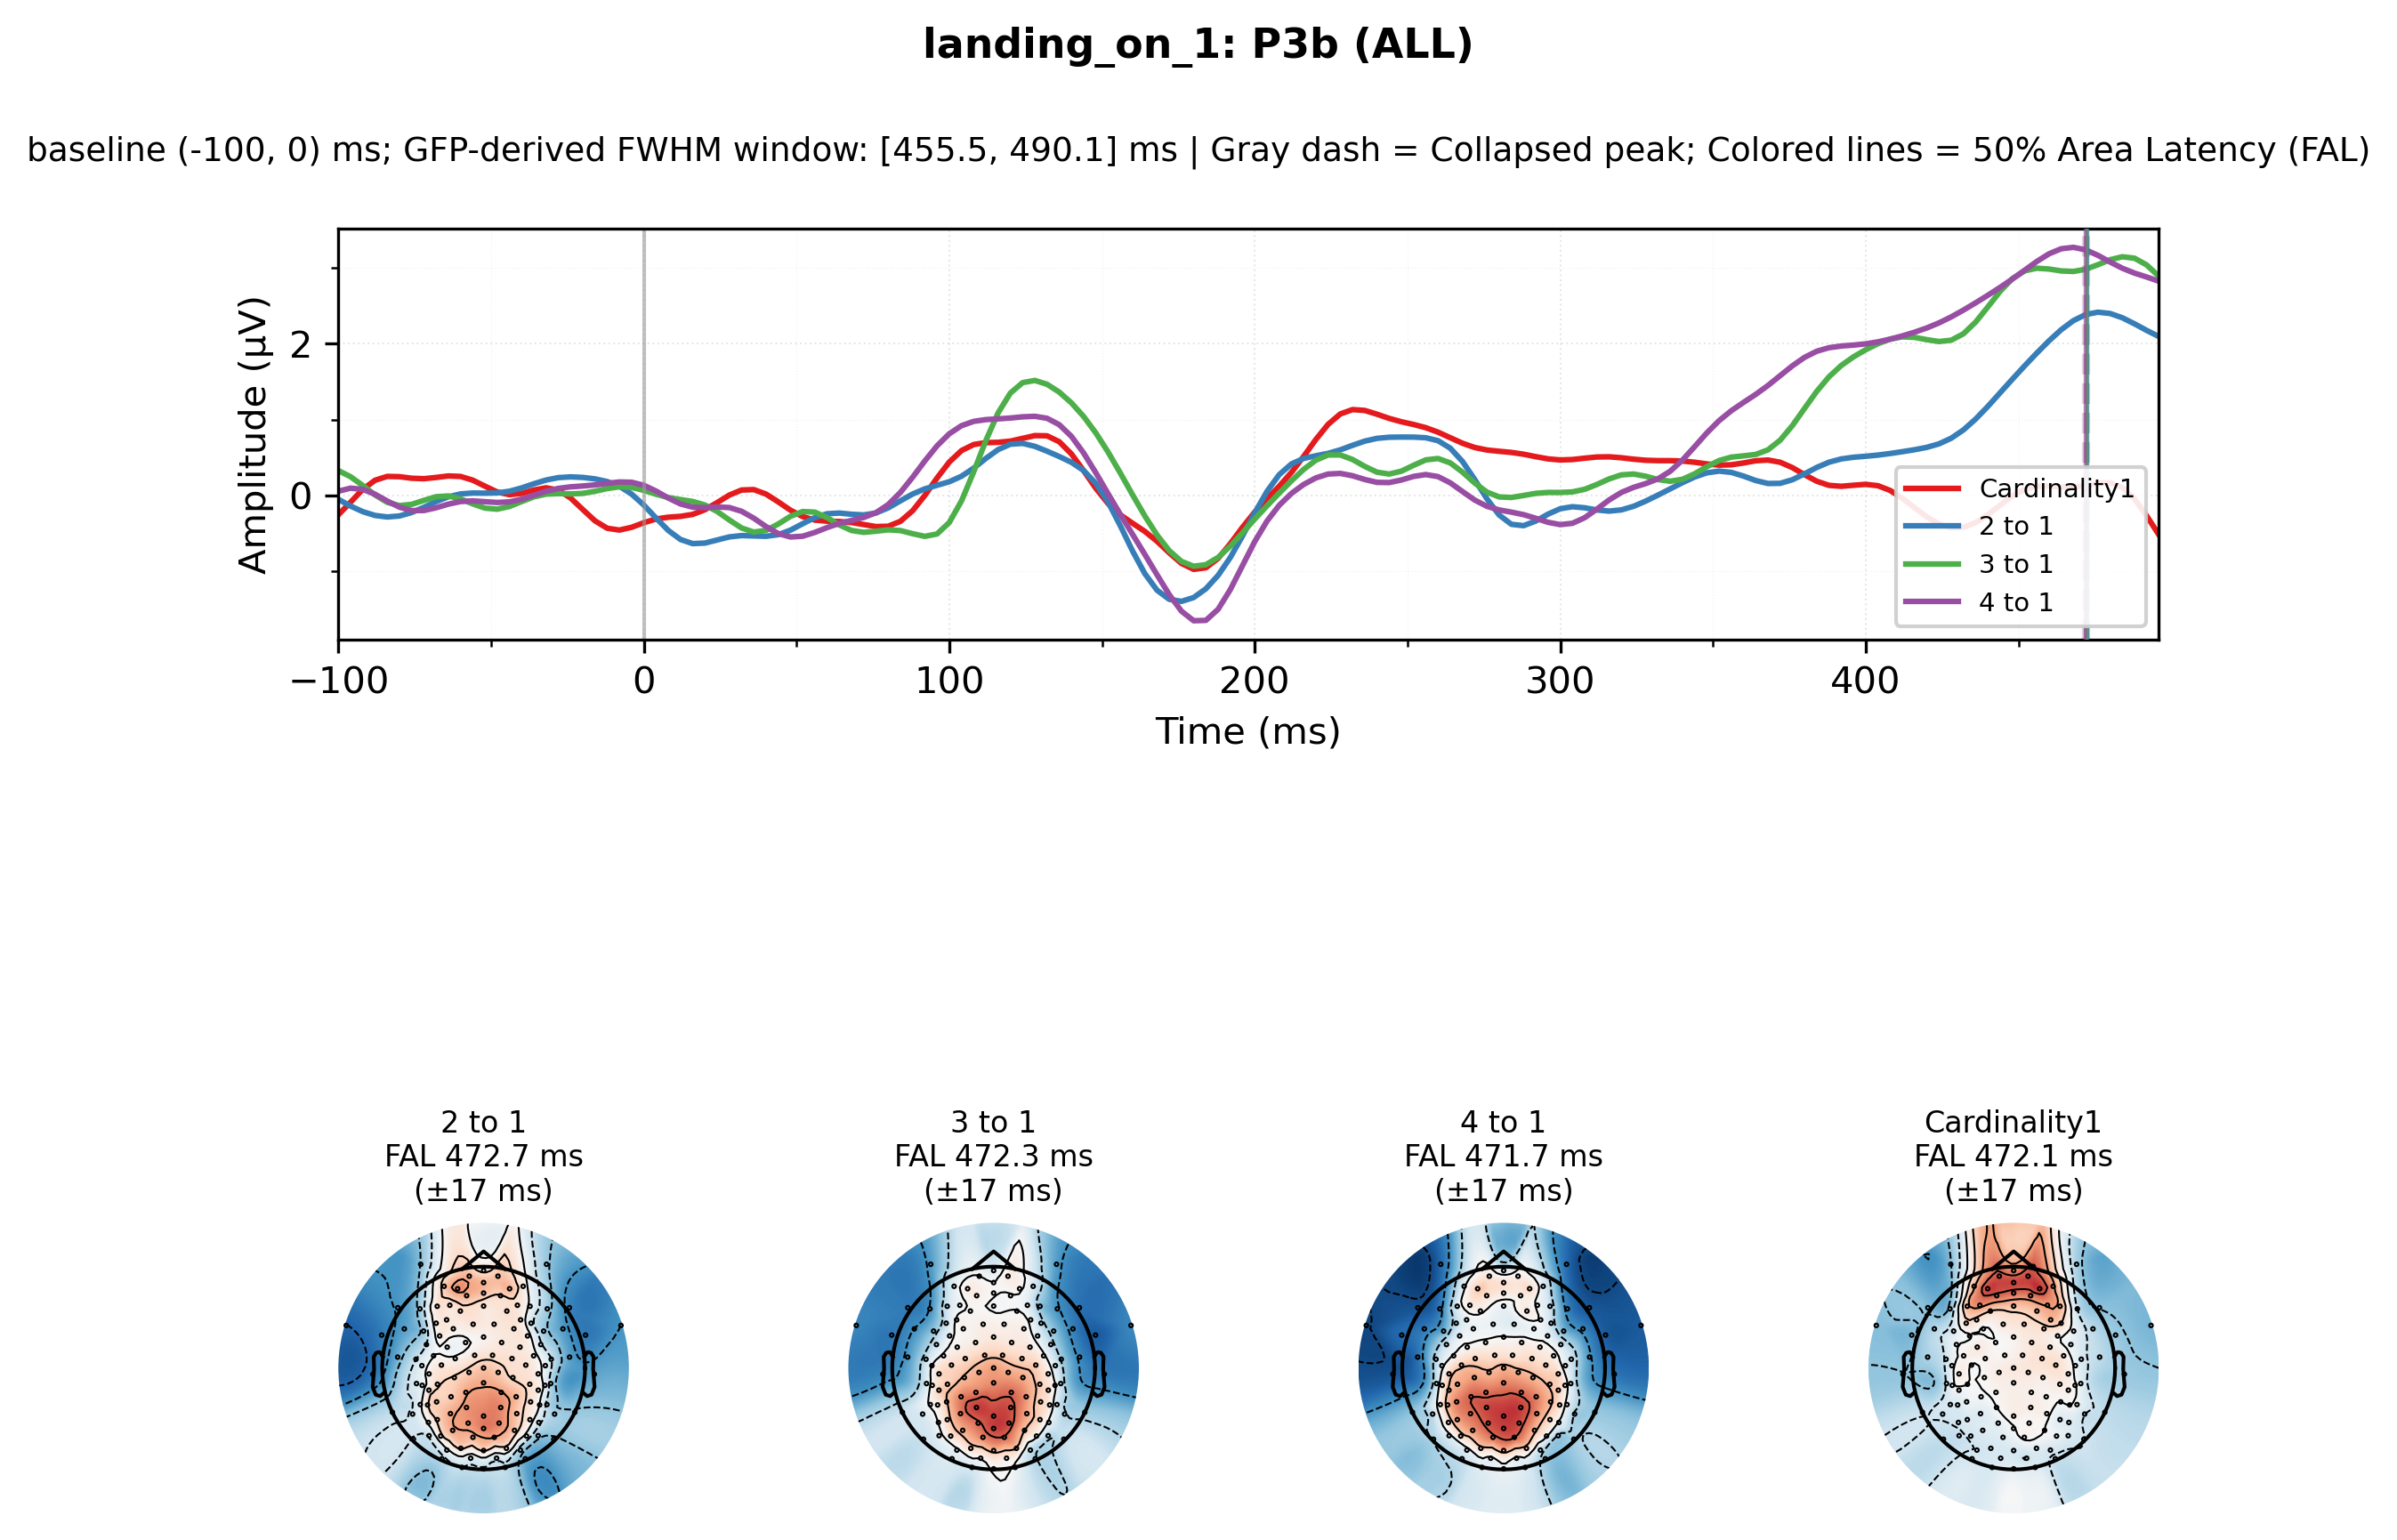 landing_on_1: P3b (ALL)
baseline (-100, 0) ms; GFP-derived FWHM window: [455.5, 490.1] ms | Gray dash = Collapsed peak; Colored lines = 50% Area Latency (FAL)
Amplitude (µV)
2
0
−100
0
100
200
300
400
Time (ms)
Cardinality1
2 to 1
3 to 1
4 to 1
2 to 1
FAL 472.7 ms
(±17 ms)
3 to 1
FAL 472.3 ms
(±17 ms)
4 to 1
FAL 471.7 ms
(±17 ms)
Cardinality1
FAL 472.1 ms
(±17 ms)